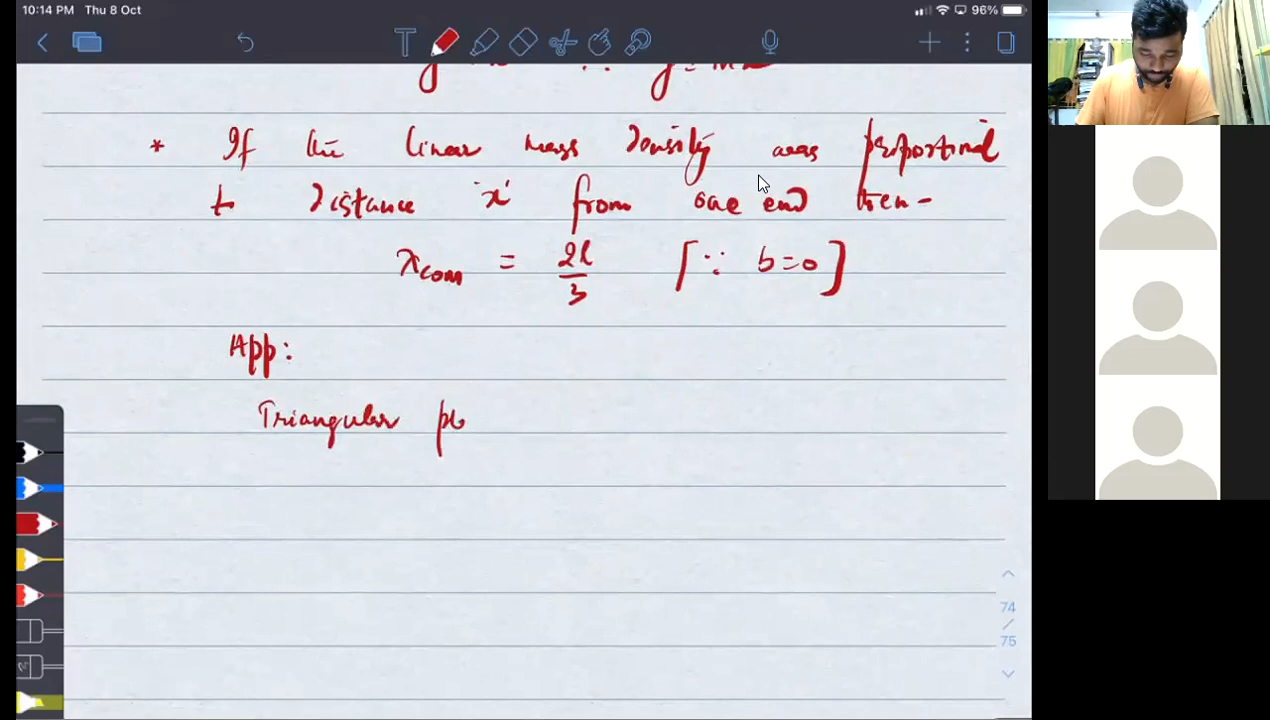 10:14 PM Thu 8 Oct
96%
* If the linear mass density was proportional
to distance 'x' from one end then -
xcom = 2l/3 [∵ b=0]
App:
Triangular pl
74
/
75